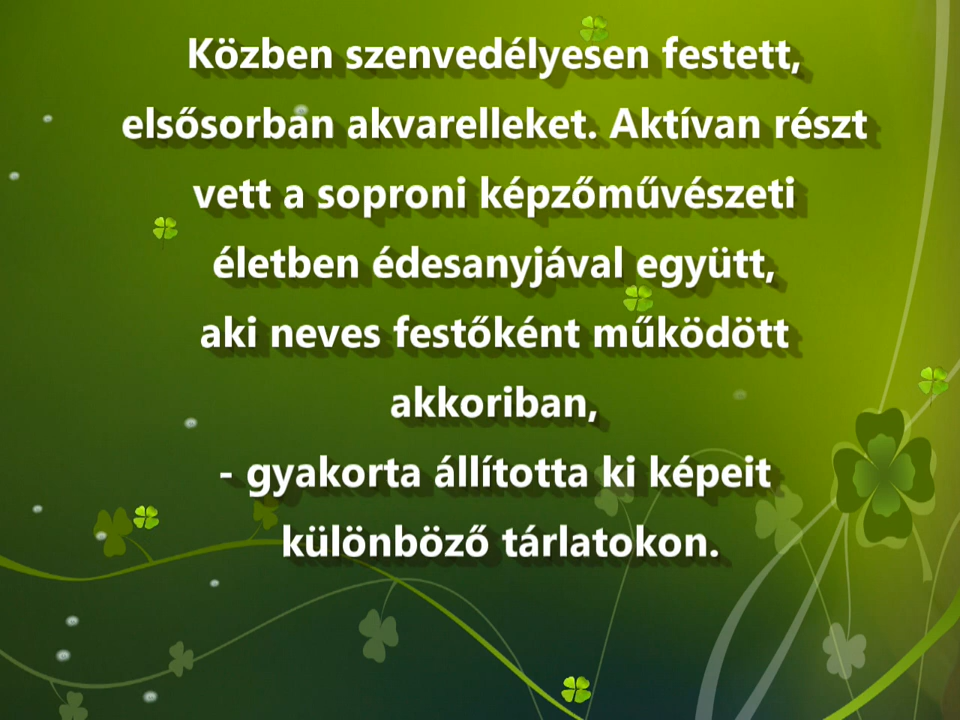 Közben szenvedélyesen festett,
elsősorban akvarelleket. Aktívan részt
vett a soproni képzőművészeti
életben édesanyjával együtt,
aki neves festőként működött
akkoriban,
- gyakorta állította ki képeit
különböző tárlatokon.